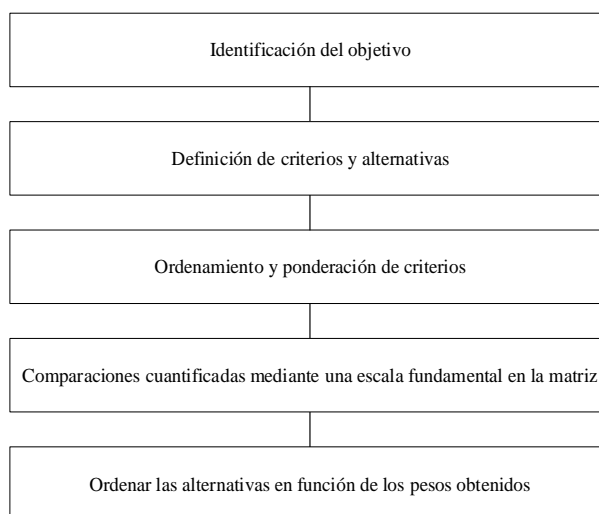 Identificación del objetivo
Definición de criterios y alternativas
Ordenamiento y ponderación de criterios
Comparaciones cuantificadas mediante una escala fundamental en la matriz
Ordenar las alternativas en función de los pesos obtenidos